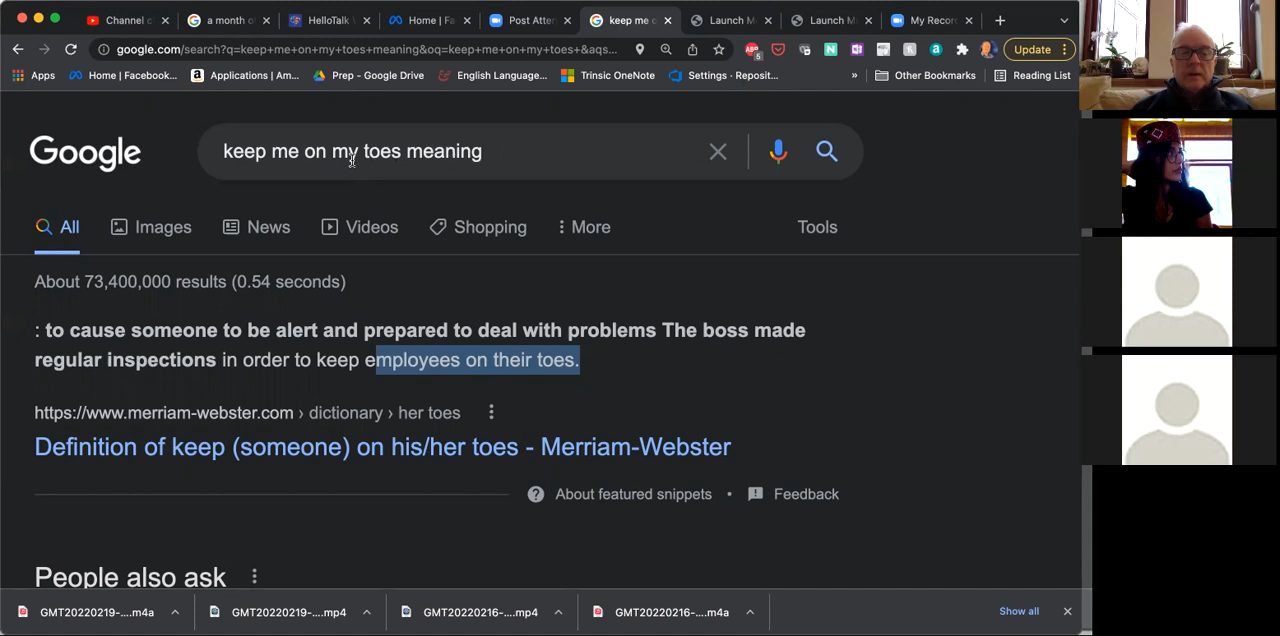 Channel c
a month of
HelloTalk
Home | Fa
Post Atten
keep me o
Launch M
Launch M
My Record
google.com/search?q=keep+me+on+my+toes+meaning&oq=keep+me+on+my+toes+&aqs...
5
Update
Apps
Home | Facebook...
Applications | Am...
Prep - Google Drive
English Language...
Trinsic OneNote
Settings · Reposit...
»
Other Bookmarks
Reading List
Google
keep me on my toes meaning
All
Images
News
Videos
Shopping
More
Tools
About 73,400,000 results (0.54 seconds)
: to cause someone to be alert and prepared to deal with problems The boss made
regular inspections in order to keep employees on their toes.
https://www.merriam-webster.com › dictionary › her toes
Definition of keep (someone) on his/her toes - Merriam-Webster
About featured snippets • Feedback
People also ask
GMT20220219-....m4a
GMT20220219-....mp4
GMT20220216-....mp4
GMT20220216-....m4a
Show all